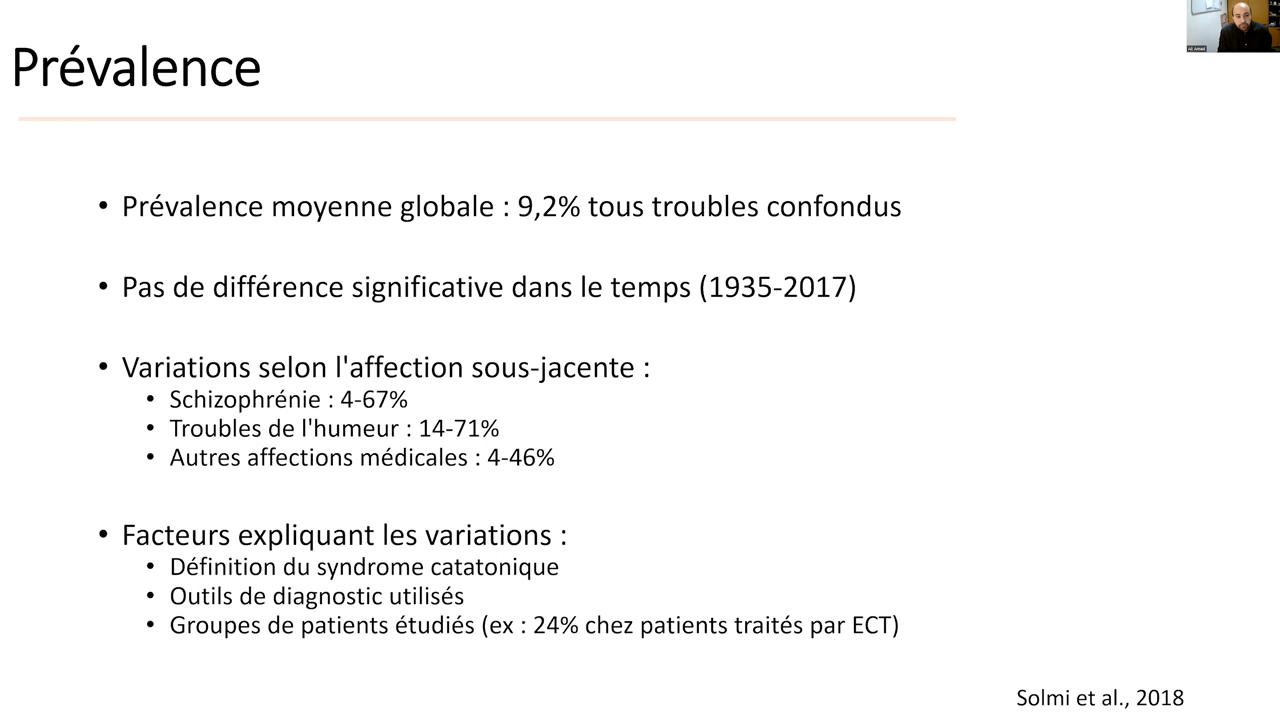 Prévalence
• Prévalence moyenne globale : 9,2% tous troubles confondus
• Pas de différence significative dans le temps (1935-2017)
• Variations selon l'affection sous-jacente :
• Schizophrénie : 4-67%
• Troubles de l'humeur : 14-71%
• Autres affections médicales : 4-46%
• Facteurs expliquant les variations :
• Définition du syndrome catatonique
• Outils de diagnostic utilisés
• Groupes de patients étudiés (ex : 24% chez patients traités par ECT)
Solmi et al., 2018